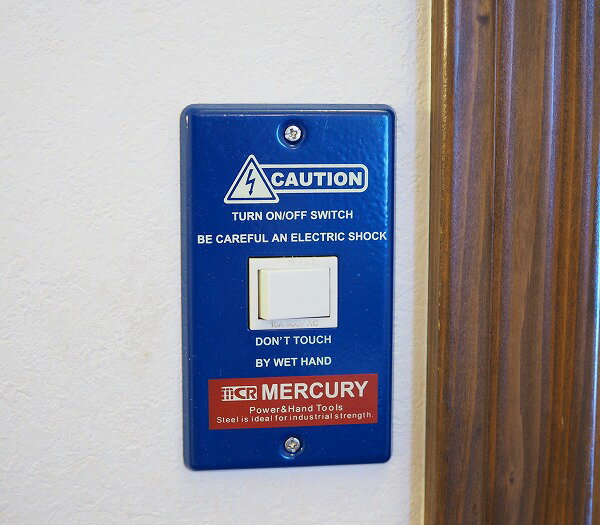 CAUTION
TURN ON/OFF SWITCH
BE CAREFUL AN ELECTRIC SHOCK
DON'T TOUCH
BY WET HAND
MERCURY
Power&Hand Tools
Steel is ideal for industrial strength.